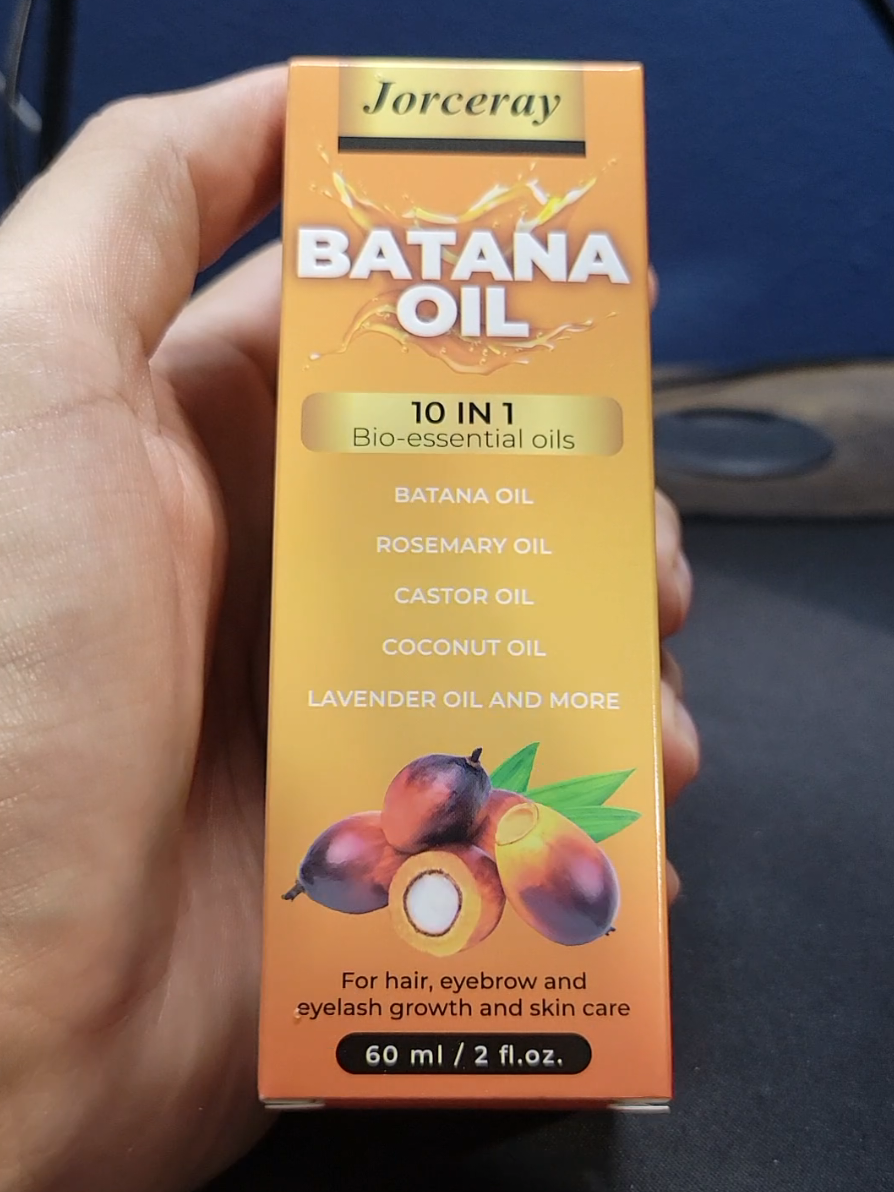 Jorceray
BATANA
OIL
10 IN 1
Bio-essential oils
BATANA OIL
ROSEMARY OIL
CASTOR OIL
COCONUT OIL
LAVENDER OIL AND MORE
For hair, eyebrow and
eyelash growth and skin care
60 ml / 2 fl.oz.